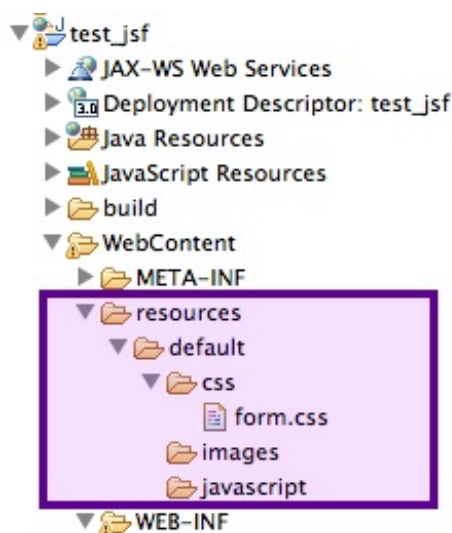 test_jsf
JAX-WS Web Services
3.0 Deployment Descriptor: test_jsf
Java Resources
JavaScript Resources
build
WebContent
META-INF
resources
default
css
form.css
images
javascript
WEB-INF